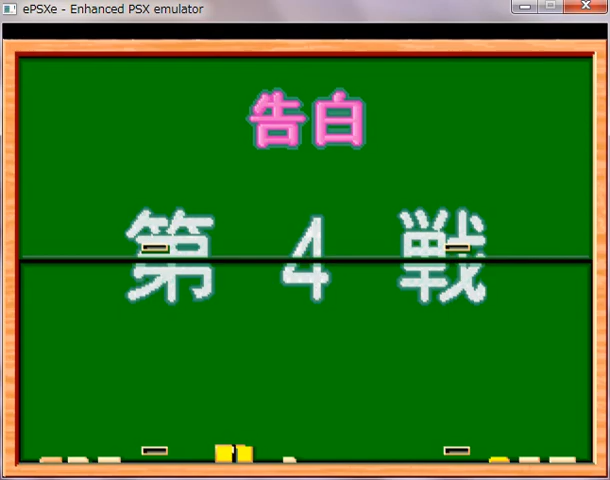 ePSXe - Enhanced PSX emulator
告白
第 4 戦